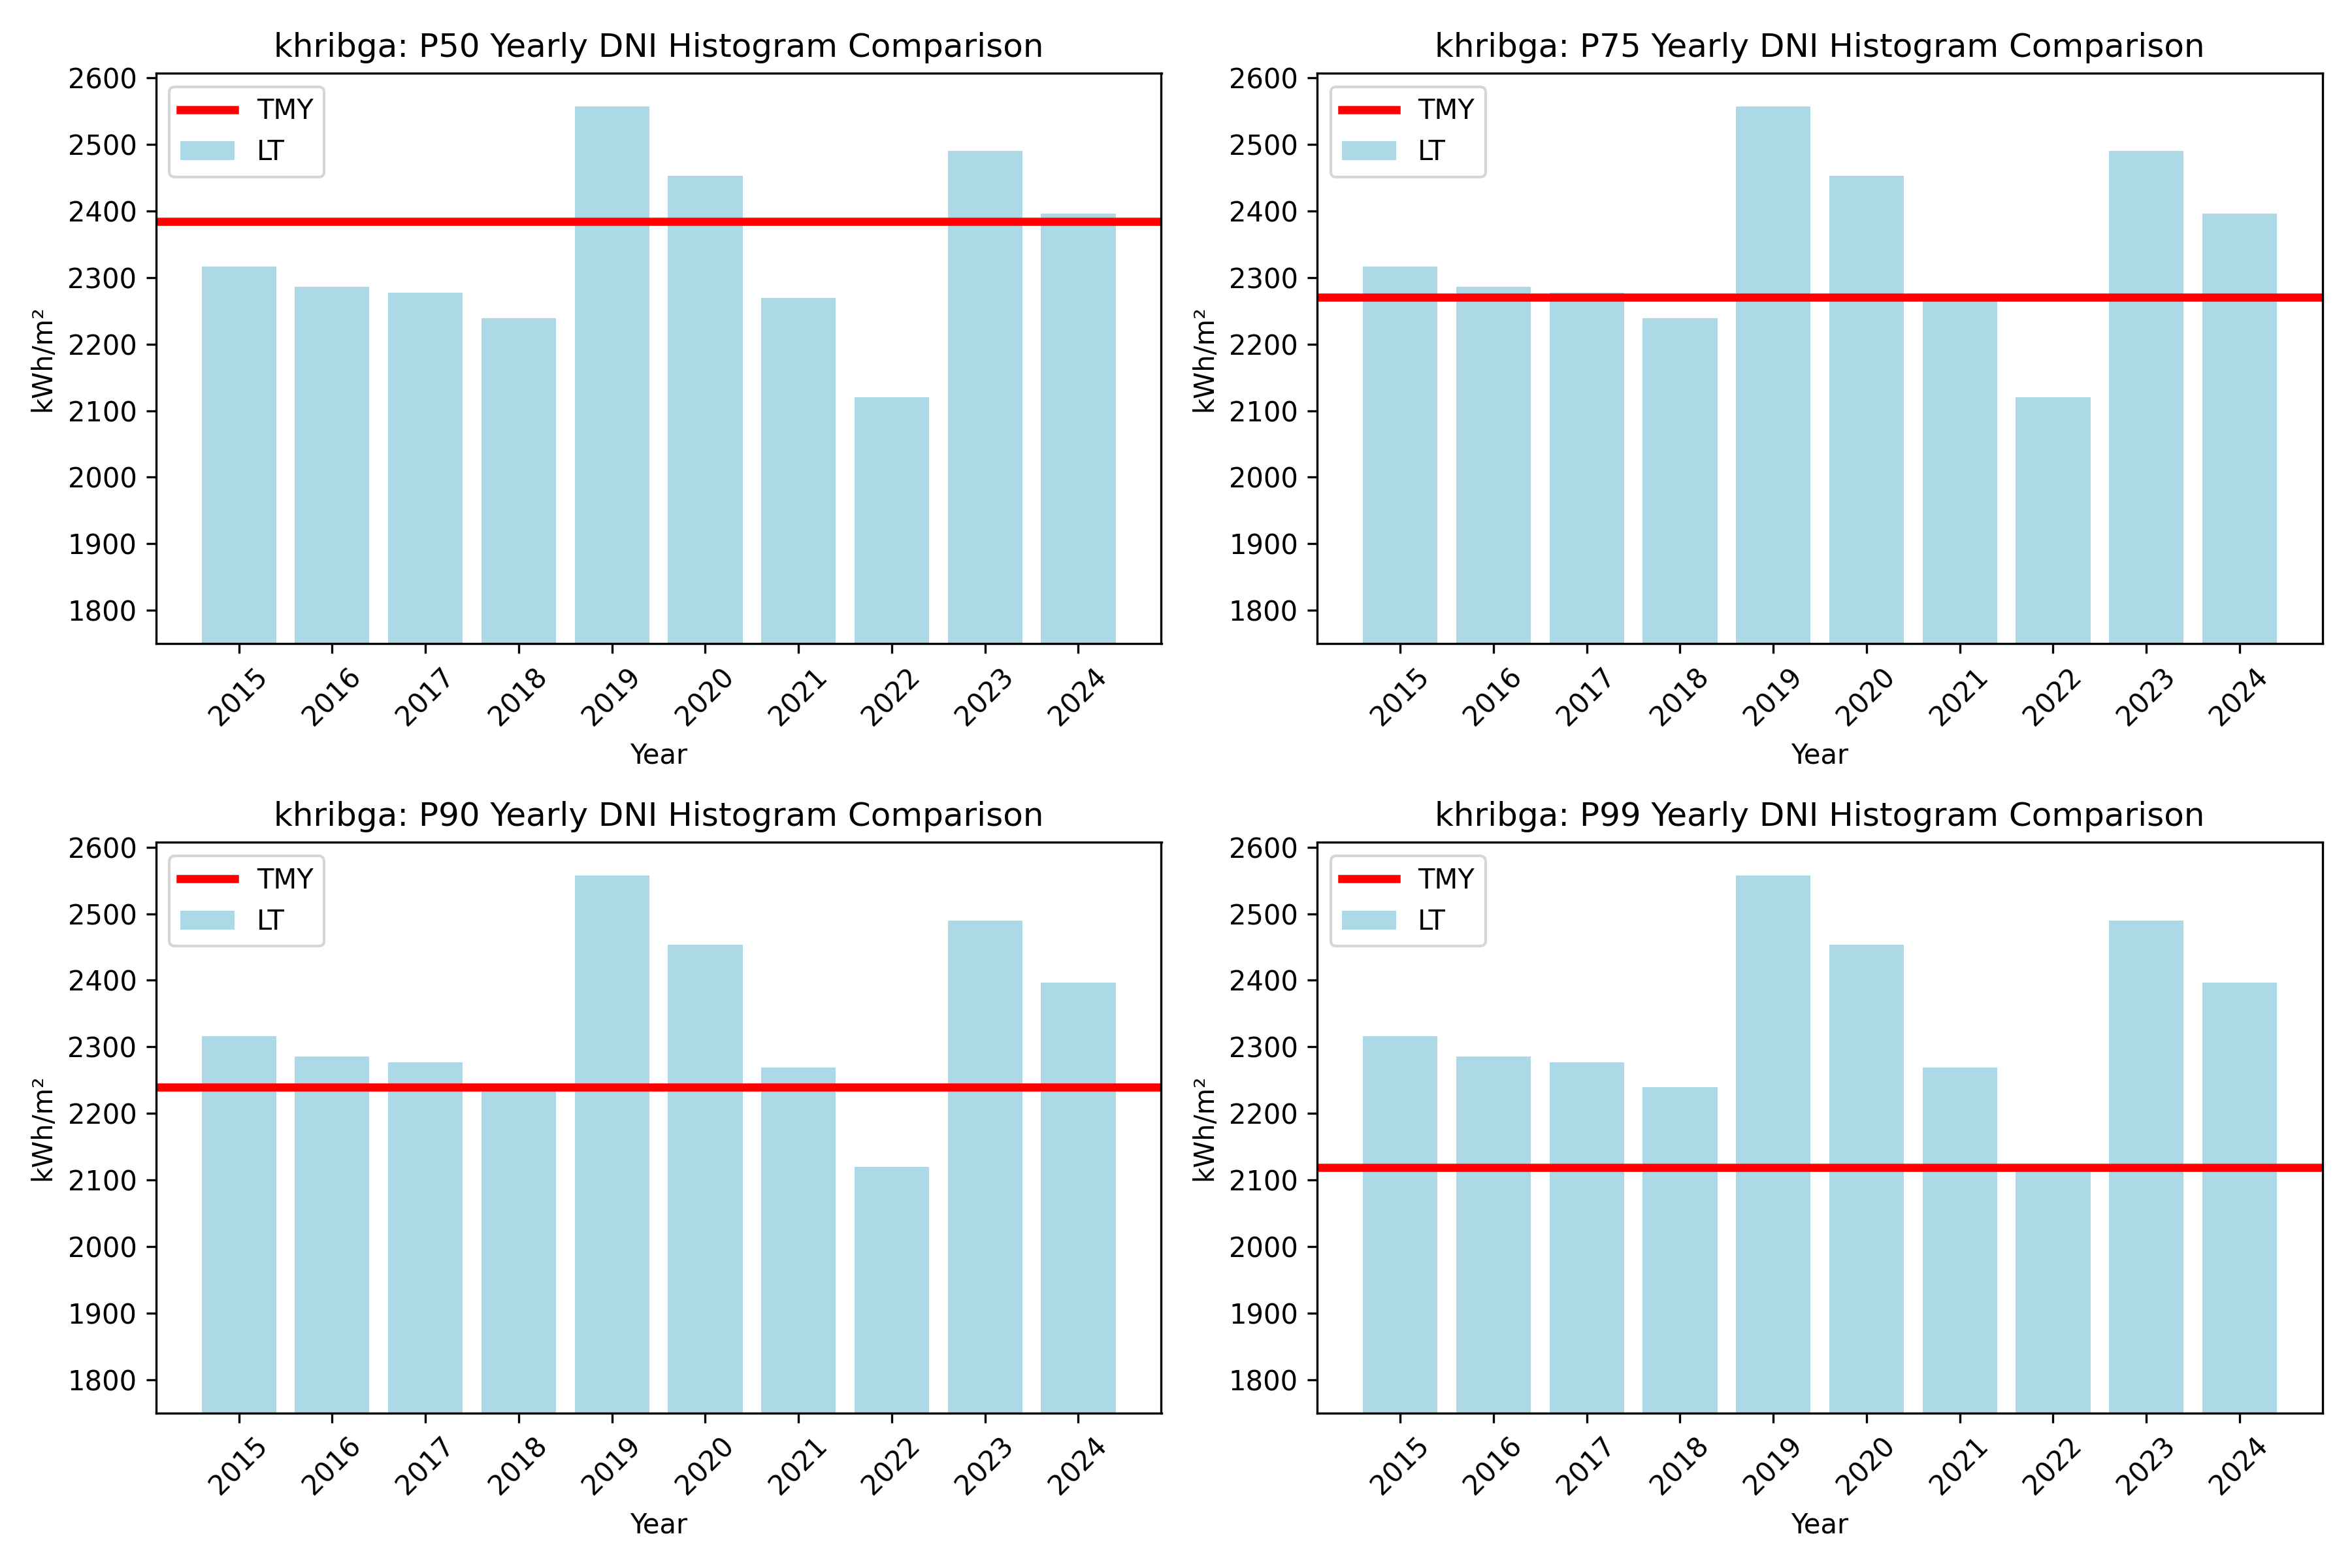 khribga: P50 Yearly DNI Histogram Comparison
2600
2500
2400
2300
2200
2100
2000
1900
1800
kWh/m²
TMY
LT
2015 2016 2017 2018 2019 2020 2021 2022 2023 2024
Year
khribga: P75 Yearly DNI Histogram Comparison
2600
2500
2400
2300
2200
2100
2000
1900
1800
kWh/m²
TMY
LT
2015 2016 2017 2018 2019 2020 2021 2022 2023 2024
Year
khribga: P90 Yearly DNI Histogram Comparison
2600
2500
2400
2300
2200
2100
2000
1900
1800
kWh/m²
TMY
LT
2015 2016 2017 2018 2019 2020 2021 2022 2023 2024
Year
khribga: P99 Yearly DNI Histogram Comparison
2600
2500
2400
2300
2200
2100
2000
1900
1800
kWh/m²
TMY
LT
2015 2016 2017 2018 2019 2020 2021 2022 2023 2024
Year